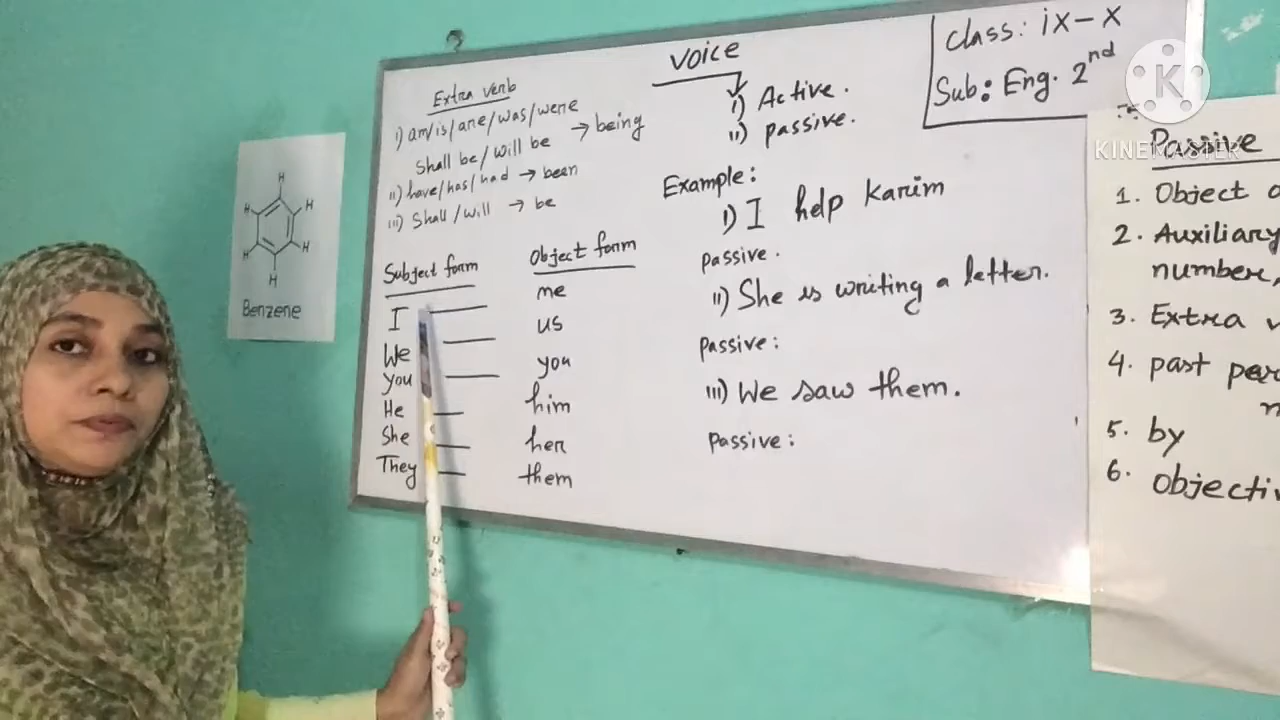 H
H
H
H
H
H
Benzene
Extra verb
i) am/is/are/was/were
Shall be/will be → being
ii) have/has/had → been
iii) Shall/will → be
Subject form Object form
I me
We us
you you
He him
She her
They them
Voice
i) Active.
ii) passive.
Example:
i) I help Karim
passive.
ii) She is writing a letter.
passive:
iii) We saw them.
passive:
Class: ix-x
Sub: Eng. 2nd
K
KINEMASTER
Passive
1. Object
2. Auxiliary
number,
3. Extra
4. past
5. by
6.